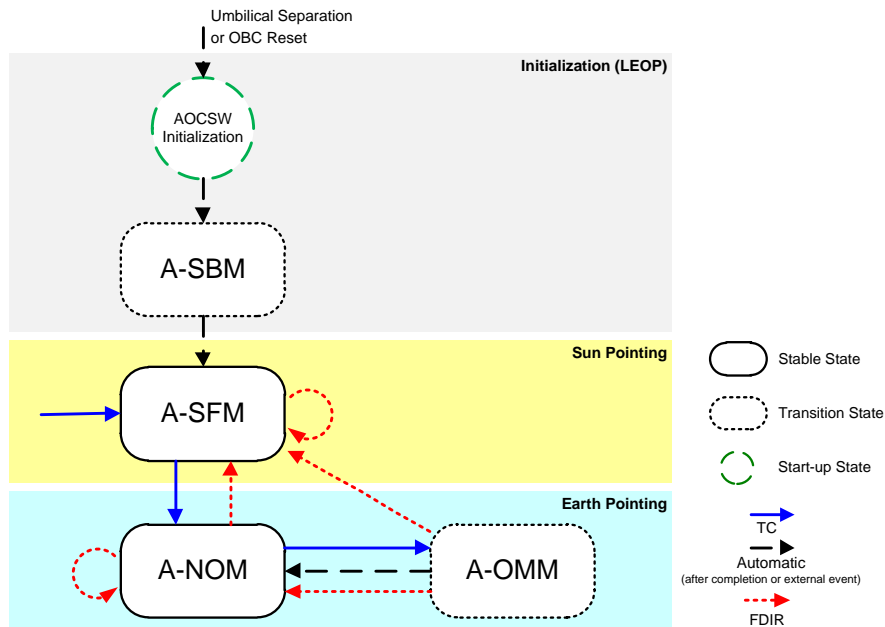 Umbilical Separation
or OBC Reset
Initialization (LEOP)
AOCSW
Initialization
A-SBM
Sun Pointing
A-SFM
Earth Pointing
A-NOM
A-OMM
Stable State
Transition State
Start-up State
TC
Automatic
(after completion or external event)
FDIR